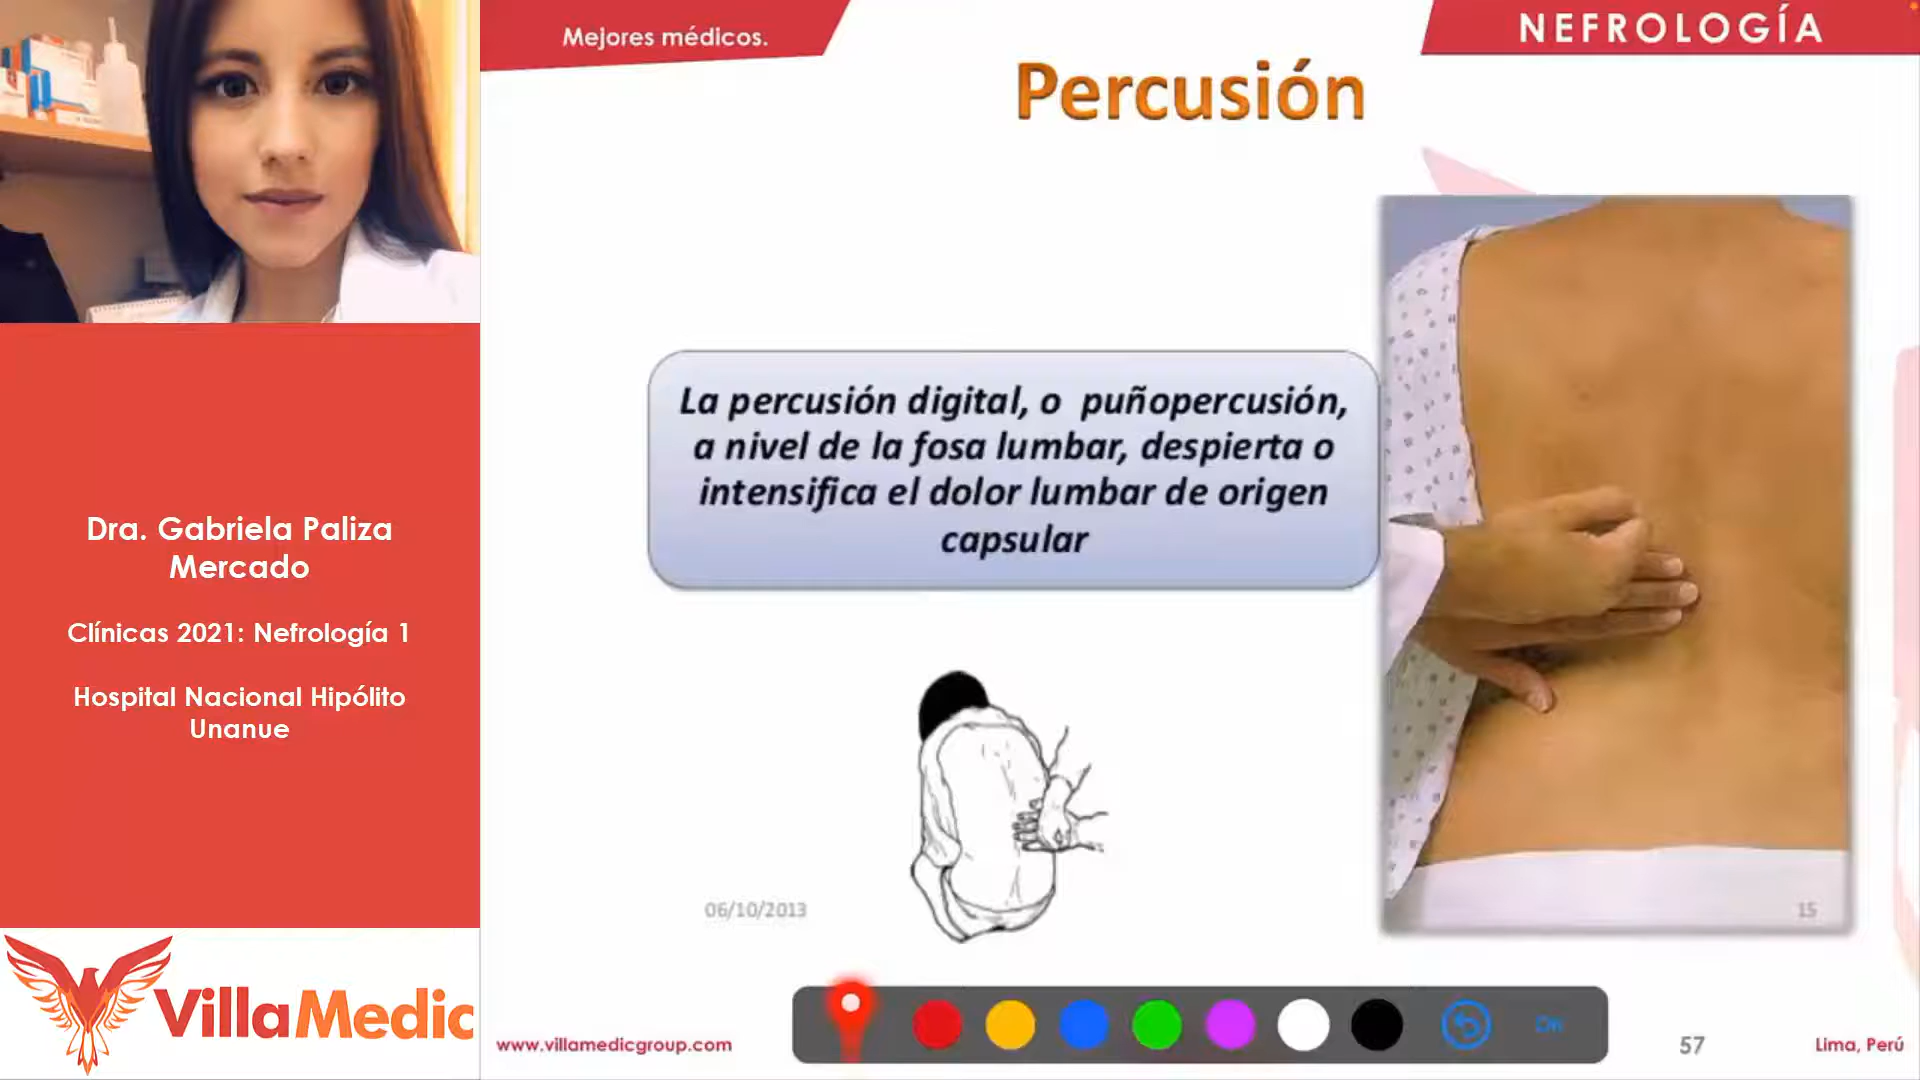 Mejores médicos.
NEFROLOGÍA
Percusión
La percusión digital, o puñopercusión,
a nivel de la fosa lumbar, despierta o
intensifica el dolor lumbar de origen
capsular
Dra. Gabriela Paliza
Mercado
Clínicas 2021: Nefrología 1
Hospital Nacional Hipólito
Unanue
06/10/2013
15
VillaMedic
www.villamedicgroup.com
57
Lima, Perú